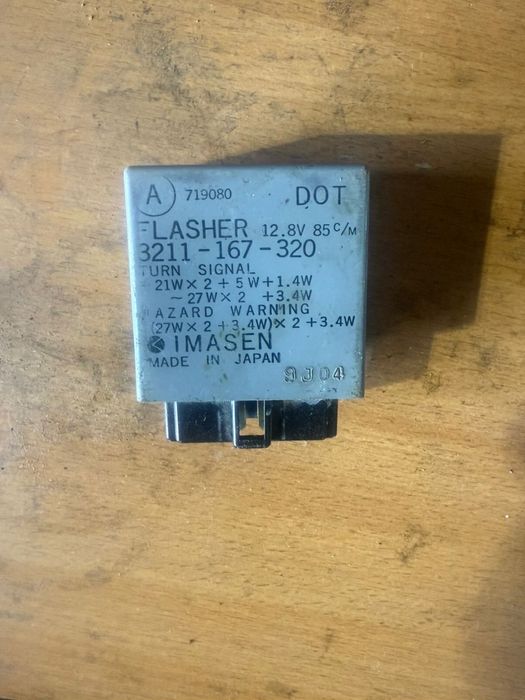 A 719080 DOT
FLASHER 12.8V 85 C/M
3211-167-320
TURN SIGNAL
21W×2+5W+1.4W
~27W×2 +3.4W
HAZARD WARNING
(27W×2+3.4W)×2+3.4W
IMASEN
MADE IN JAPAN
9J04